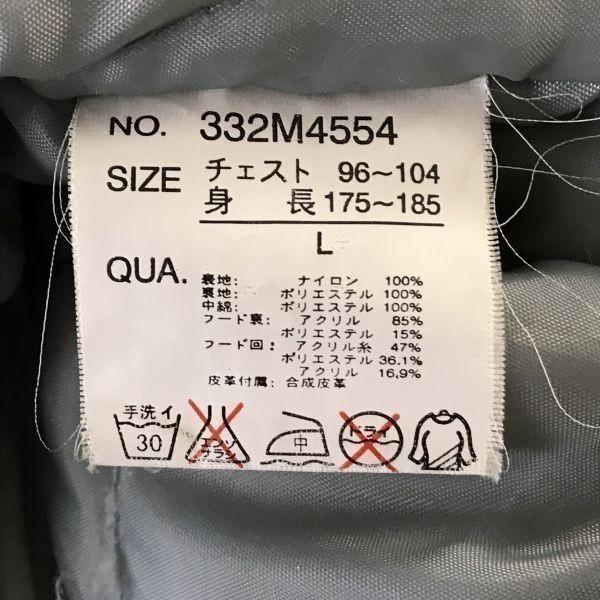 NO. 332M4554
SIZE チェスト 96~104
身 長 175~185
L
QUA.
表地: ナイロン 100%
裏地: ポリエステル 100%
中綿: ポリエステル 100%
フード裏: アクリル 85%
ポリエステル 15%
フード回: アクリル糸 47%
ポリエステル 36.1%
アクリル 16,9%
皮革付属: 合成皮革
手洗イ
30
エンソ
サラシ
中
ドライ